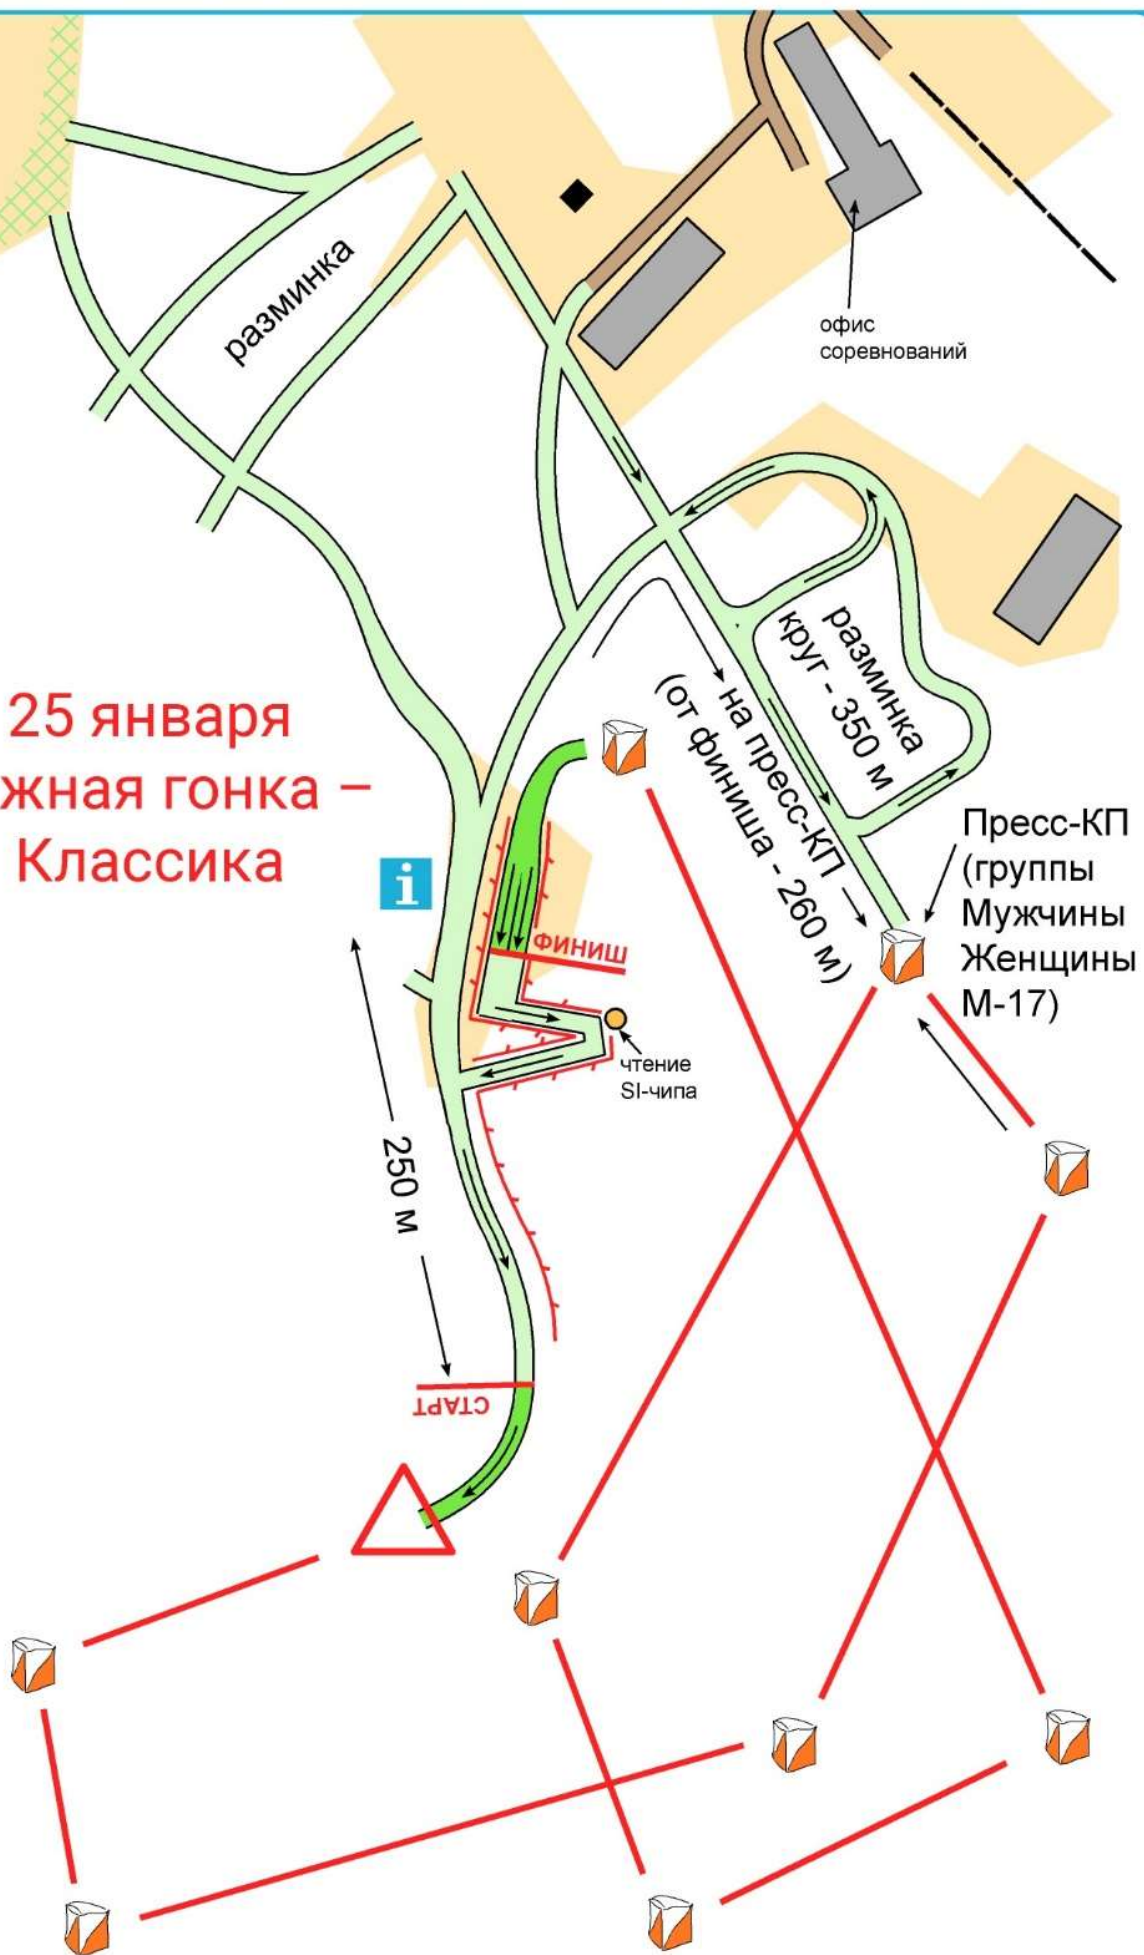 разминка
офис
соревнований
разминка
круг - 350 м
на пресс-КП
(от финиша - 260 м)
25 января
жная гонка –
Классика
i
Пресс-КП
(группы
Мужчины
Женщины
М-17)
ФИНИШ
чтение
SI-чипа
250 м
СТАРТ